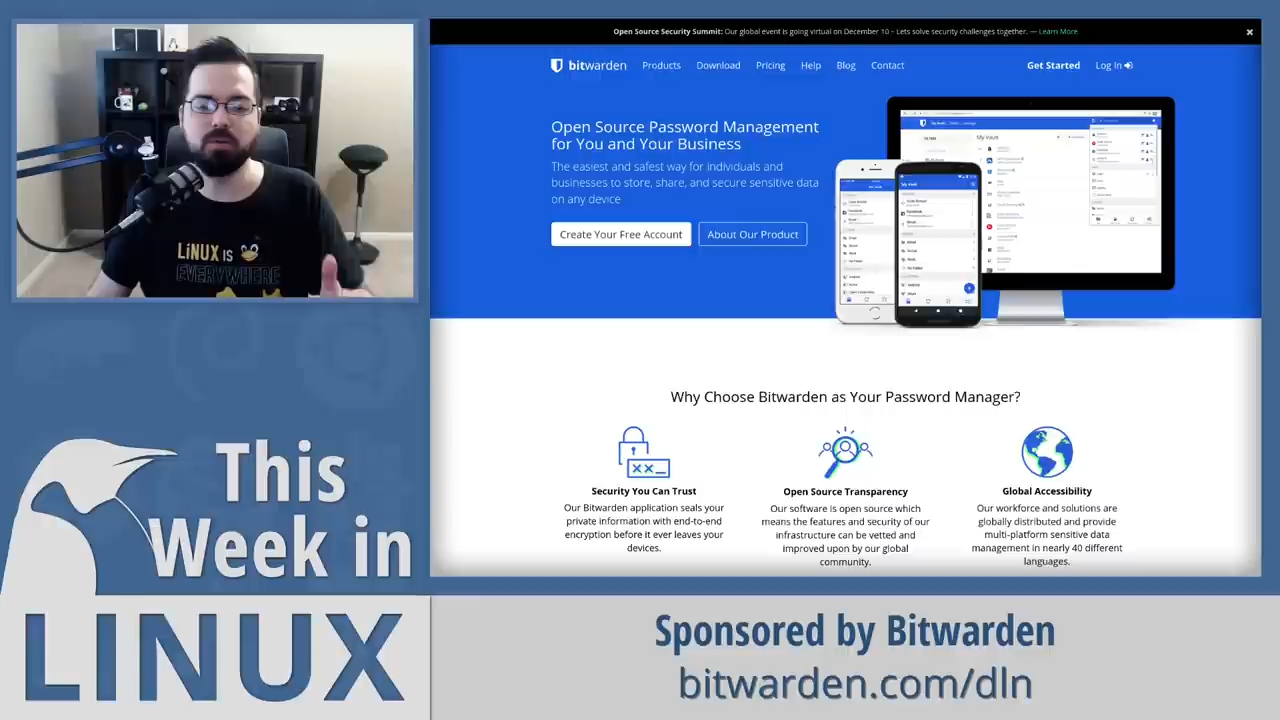 LiNUX iS
EVERYWHERE
Open Source Security Summit: Our global event is going virtual on December 10 – Lets solve security challenges together. — Learn More
bitwarden Products Download Pricing Help Blog Contact Get Started Log In
Open Source Password Management
for You and Your Business
The easiest and safest way for individuals and
businesses to store, share, and secure sensitive data
on any device
Create Your Free Account About Our Product
My Vault
Why Choose Bitwarden as Your Password Manager?
Security You Can Trust
Our Bitwarden application seals your
private information with end-to-end
encryption before it ever leaves your
devices.
Open Source Transparency
Our software is open source which
means the features and security of our
infrastructure can be vetted and
improved upon by our global
community.
Global Accessibility
Our workforce and solutions are
globally distributed and provide
multi-platform sensitive data
management in nearly 40 different
languages.
This
Week in
LINUX
Sponsored by Bitwarden
bitwarden.com/dln